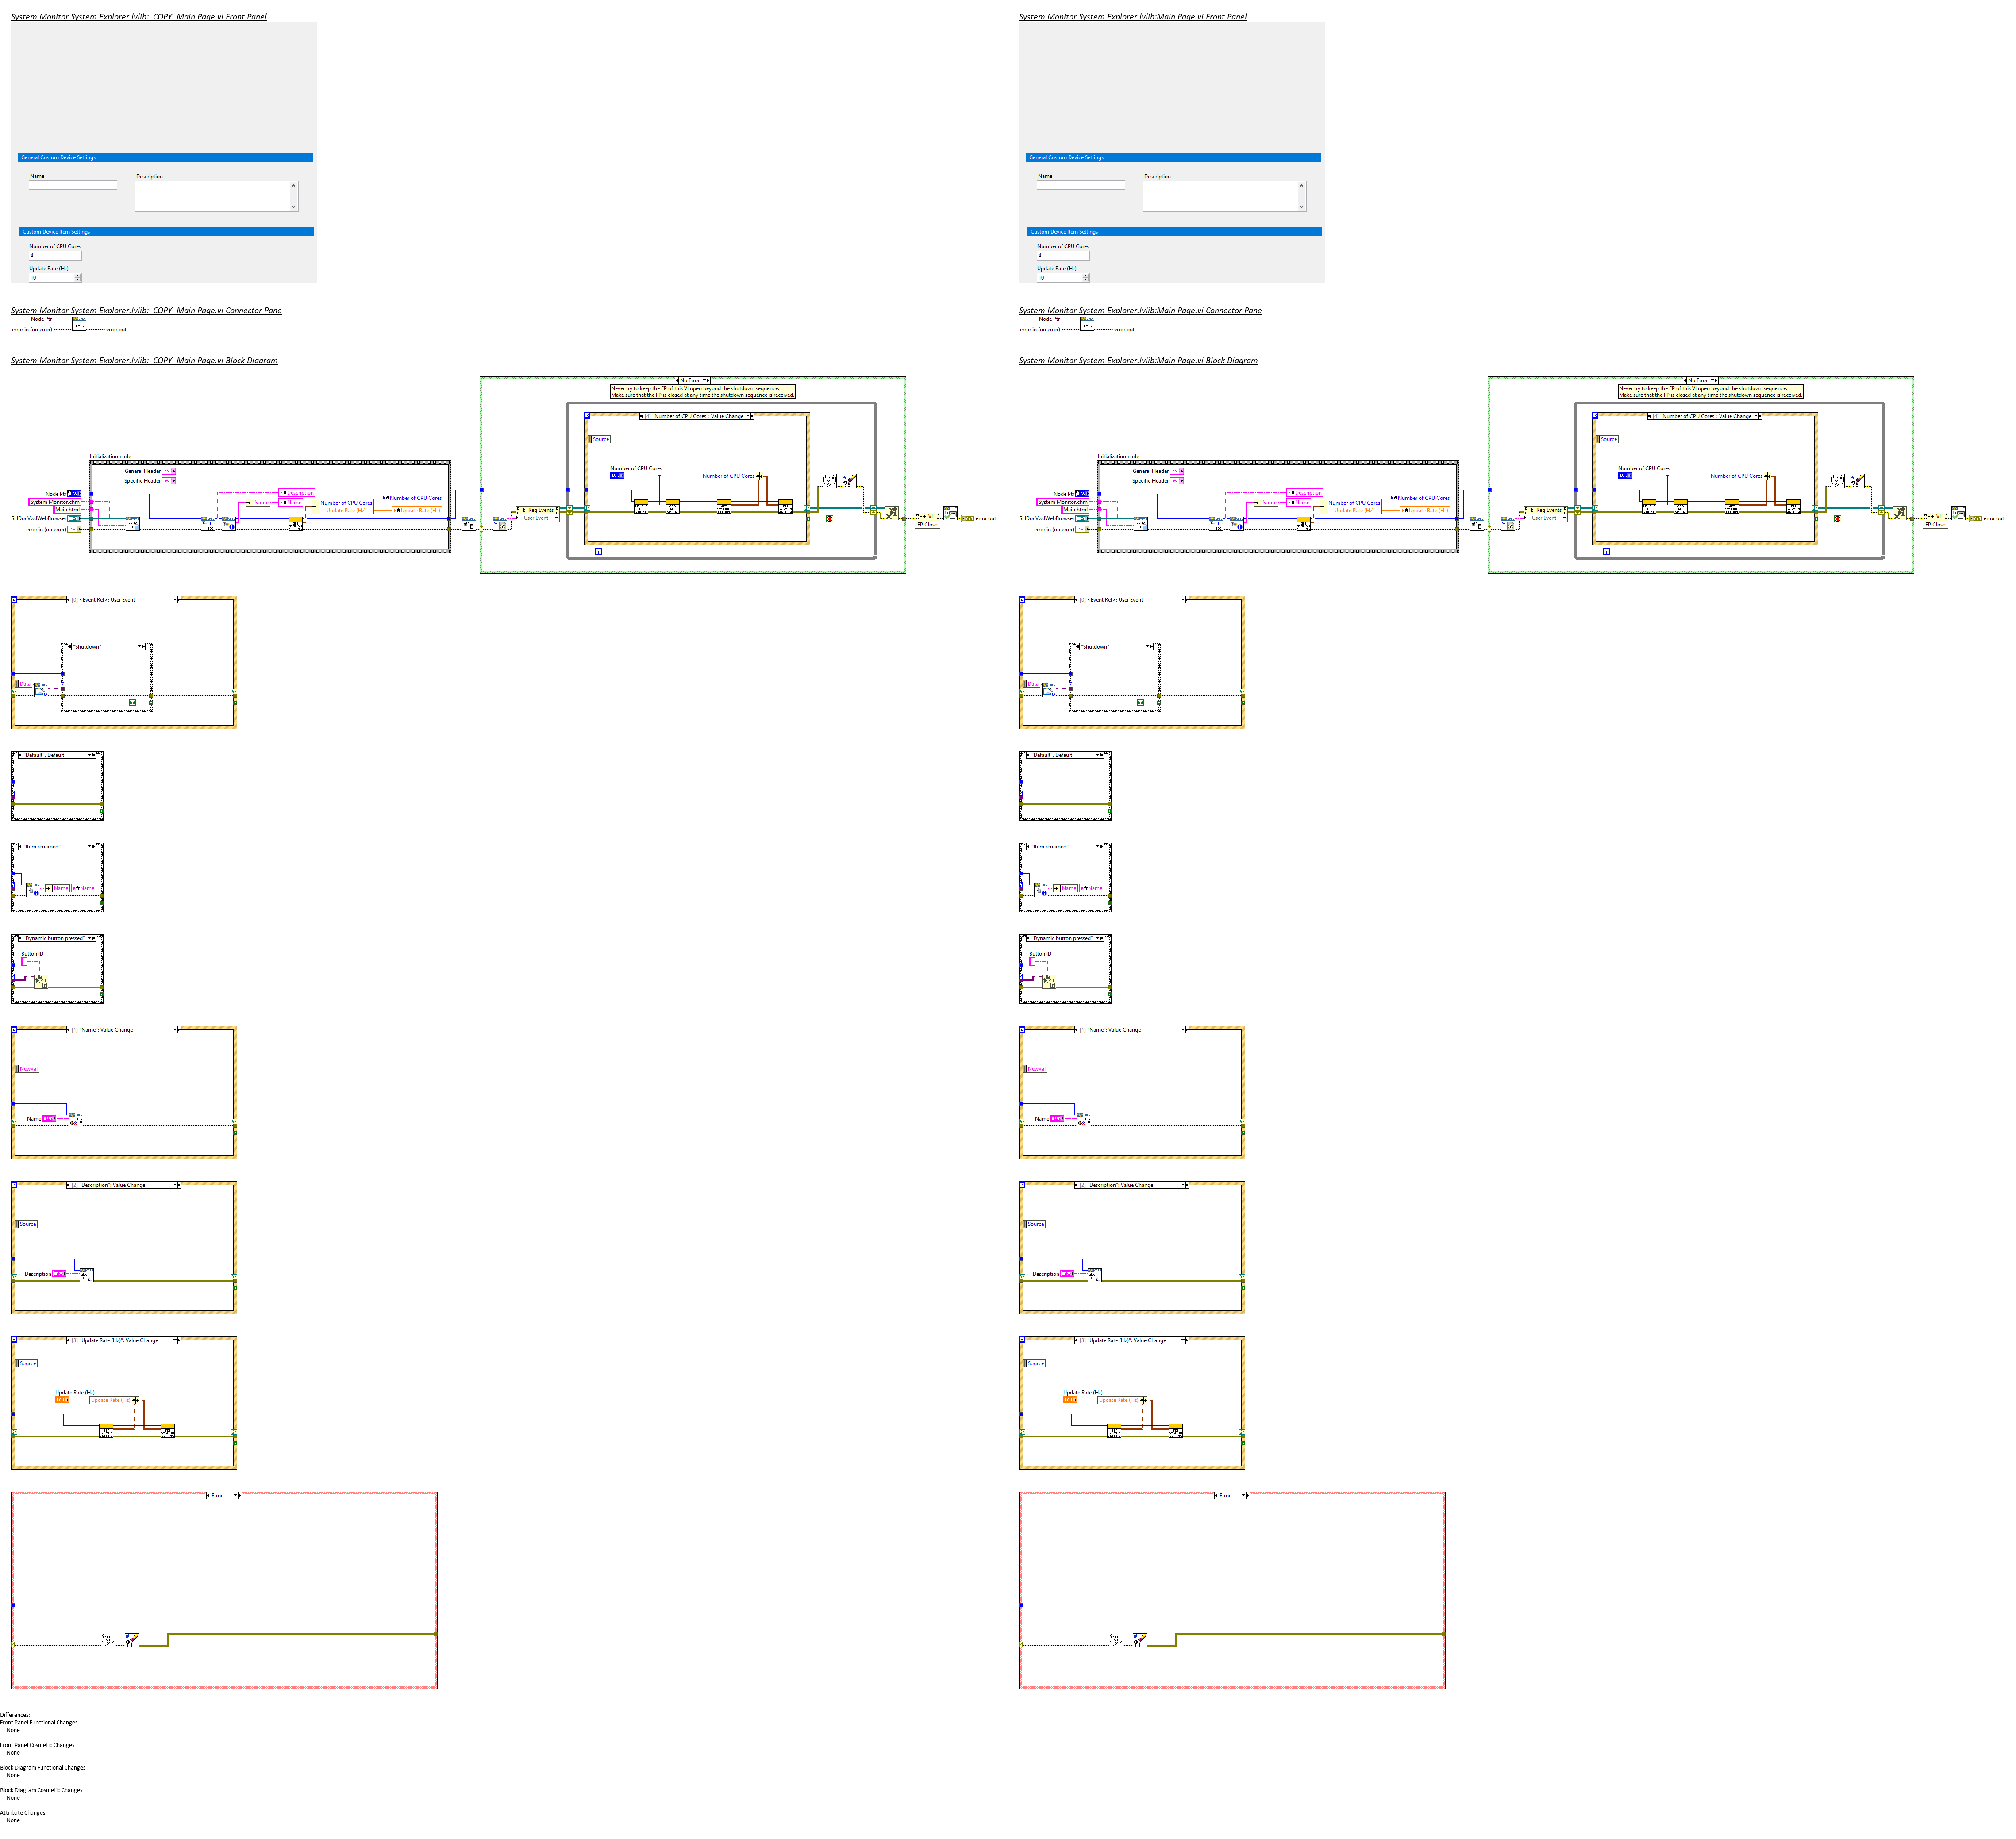 System Monitor System Explorer.lvlib:_COPY_Main Page.vi Front Panel
General Custom Device Settings
Name
Description
Custom Device Item Settings
Number of CPU Cores
4
Update Rate (Hz)
10
System Monitor System Explorer.lvlib:_COPY_Main Page.vi Connector Pane
Node Ptr
error in (no error)
error out
System Monitor System Explorer.lvlib:_COPY_Main Page.vi Block Diagram
No Error
Never try to keep the FP of this VI open beyond the shutdown sequence.
Make sure that the FP is closed at any time the shutdown sequence is received.
[4] "Number of CPU Cores": Value Change
Source
Number of CPU Cores
Number of CPU Cores
Initialization code
General Header
Specific Header
Node Ptr
System Monitor.chm
Main.html
SHDocVw.IWebBrowser
error in (no error)
Description
Name
Name
Number of CPU Cores
Update Rate (Hz)
Number of CPU Cores
Update Rate (Hz)
Reg Events
User Event
VI
FP.Close
error out
[0] <Event Ref>: User Event
"Shutdown"
Data
"Default", Default
"Item renamed"
Name
Name
"Dynamic button pressed"
Button ID
[1] "Name": Value Change
NewVal
Name
[2] "Description": Value Change
Source
Description
[3] "Update Rate (Hz)": Value Change
Source
Update Rate (Hz)
Update Rate (Hz)
Error
Differences:
Front Panel Functional Changes
None
Front Panel Cosmetic Changes
None
Block Diagram Functional Changes
None
Block Diagram Cosmetic Changes
None
Attribute Changes
None
System Monitor System Explorer.lvlib:Main Page.vi Front Panel
General Custom Device Settings
Name
Description
Custom Device Item Settings
Number of CPU Cores
4
Update Rate (Hz)
10
System Monitor System Explorer.lvlib:Main Page.vi Connector Pane
Node Ptr
error in (no error)
error out
System Monitor System Explorer.lvlib:Main Page.vi Block Diagram
No Error
Never try to keep the FP of this VI open beyond the shutdown sequence.
Make sure that the FP is closed at any time the shutdown sequence is received.
[4] "Number of CPU Cores": Value Change
Source
Number of CPU Cores
Number of CPU Cores
Initialization code
General Header
Specific Header
Node Ptr
System Monitor.chm
Main.html
SHDocVw.IWebBrowser
error in (no error)
Description
Name
Name
Number of CPU Cores
Update Rate (Hz)
Number of CPU Cores
Update Rate (Hz)
Reg Events
User Event
VI
FP.Close
error out
[0] <Event Ref>: User Event
"Shutdown"
Data
"Default", Default
"Item renamed"
Name
Name
"Dynamic button pressed"
Button ID
[1] "Name": Value Change
NewVal
Name
[2] "Description": Value Change
Source
Description
[3] "Update Rate (Hz)": Value Change
Source
Update Rate (Hz)
Update Rate (Hz)
Error